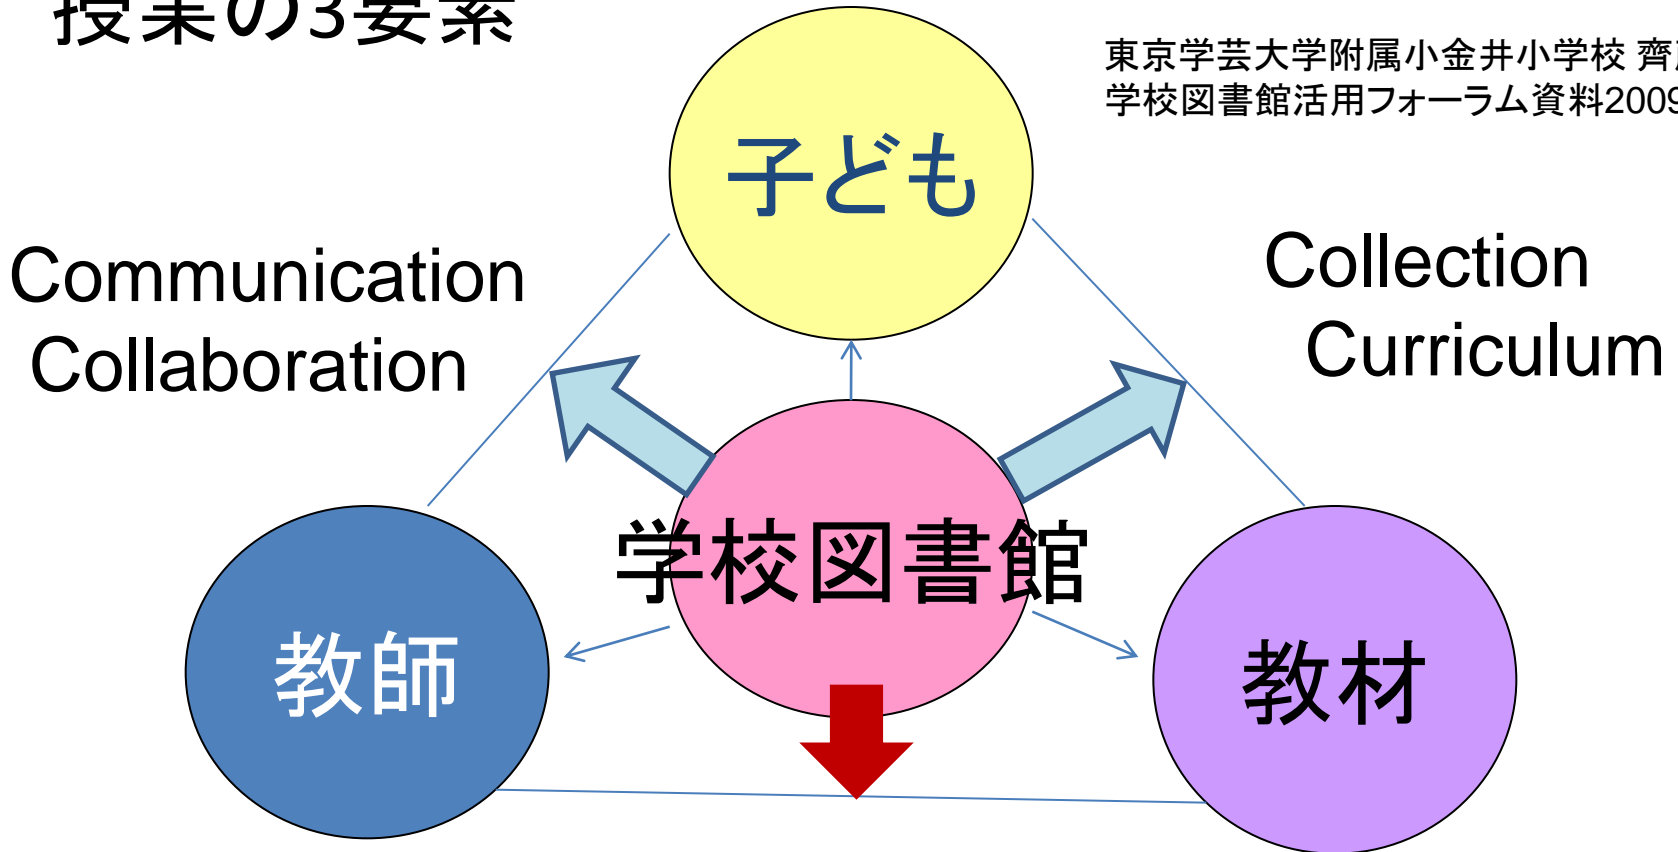 授業の3要素
東京学芸大学附属小金井小学校
学校図書館活用フォーラム資料2009
子ども
Communication
Collaboration
Collection
Curriculum
学校図書館
教師
教材